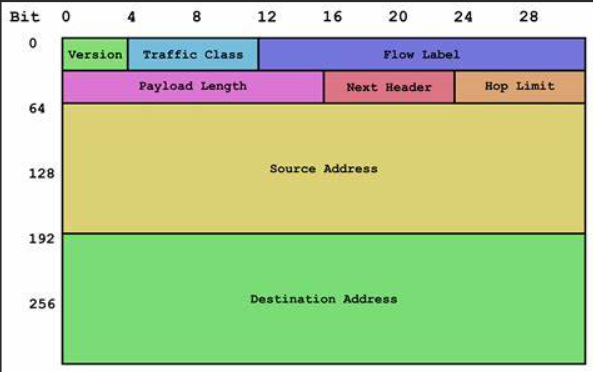 Bit 0 4 8 12 16 20 24 28
0 Version Traffic Class Flow Label
Payload Length Next Header Hop Limit
64
128 Source Address
192
256 Destination Address